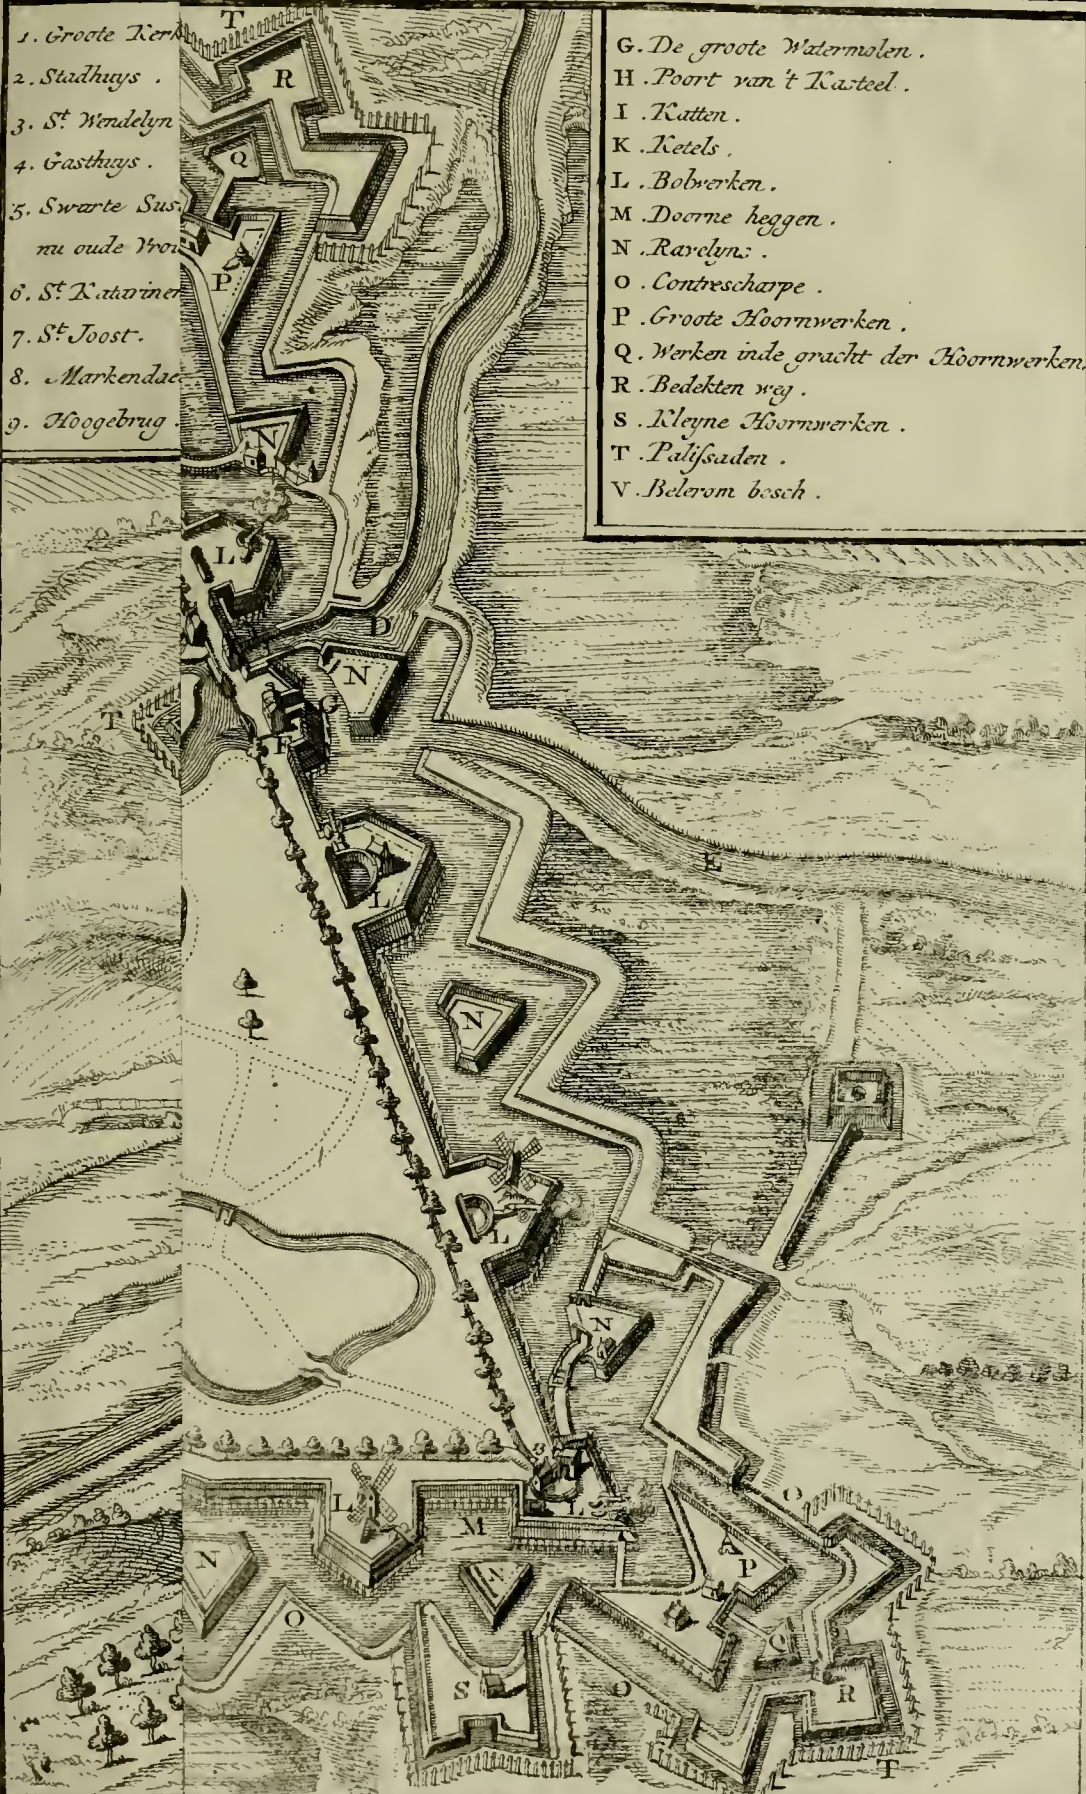 1. Groote Kerk
2. Stadhuys .
3. St. Wendelyn
4. Gasthuys .
5. Swarte Sus.
nu oude Vrou
6. St. Katariner
7. St. Joost.
8. Markendae
9. Hoogebrug .
G. De groote Watermolen .
H . Poort van 't Kasteel .
I . Katten .
K . Ketels .
L . Bolwerken .
M . Doorne heggen .
N . Ravelyns .
O . Contrescharpe .
P . Groote Hoornwerken .
Q . Werken inde gracht der Hoornwerken.
R . Bedekten weg .
S . Kleyne Hoornwerken .
T . Palissaden .
V . Belerom bosch .
T
R
Q
P
N
L
D
N
T
G
F
E
L
N
L
N
L
M
L
O
N
N
A
P
O
Q
S
O
R
T